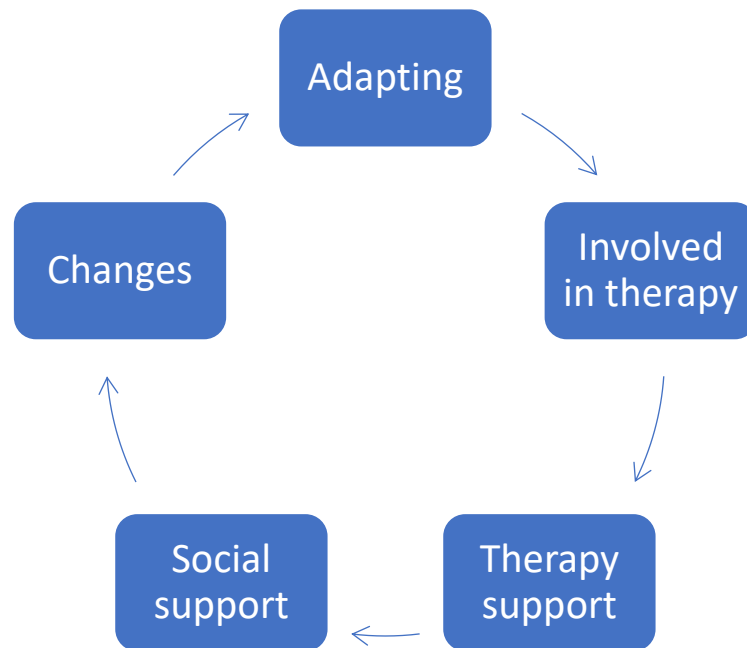 Adapting
Involved
in therapy
Therapy
support
Social
support
Changes